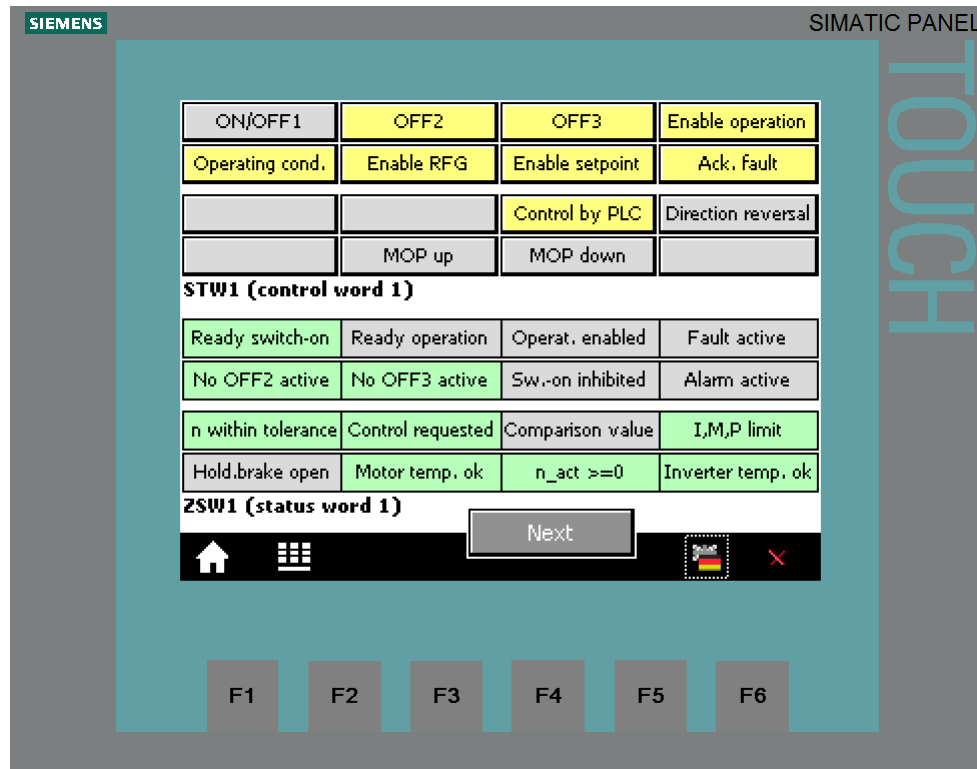 SIEMENS
SIMATIC PANEL
TOUCH
ON/OFF1 OFF2 OFF3 Enable operation
Operating cond. Enable RFG Enable setpoint Ack. fault
Control by PLC Direction reversal
MOP up MOP down
STW1 (control word 1)
Ready switch-on Ready operation Operat. enabled Fault active
No OFF2 active No OFF3 active Sw.-on inhibited Alarm active
n within tolerance Control requested Comparison value I,M,P limit
Hold.brake open Motor temp. ok n_act >=0 Inverter temp. ok
ZSW1 (status word 1)
Next
F1 F2 F3 F4 F5 F6